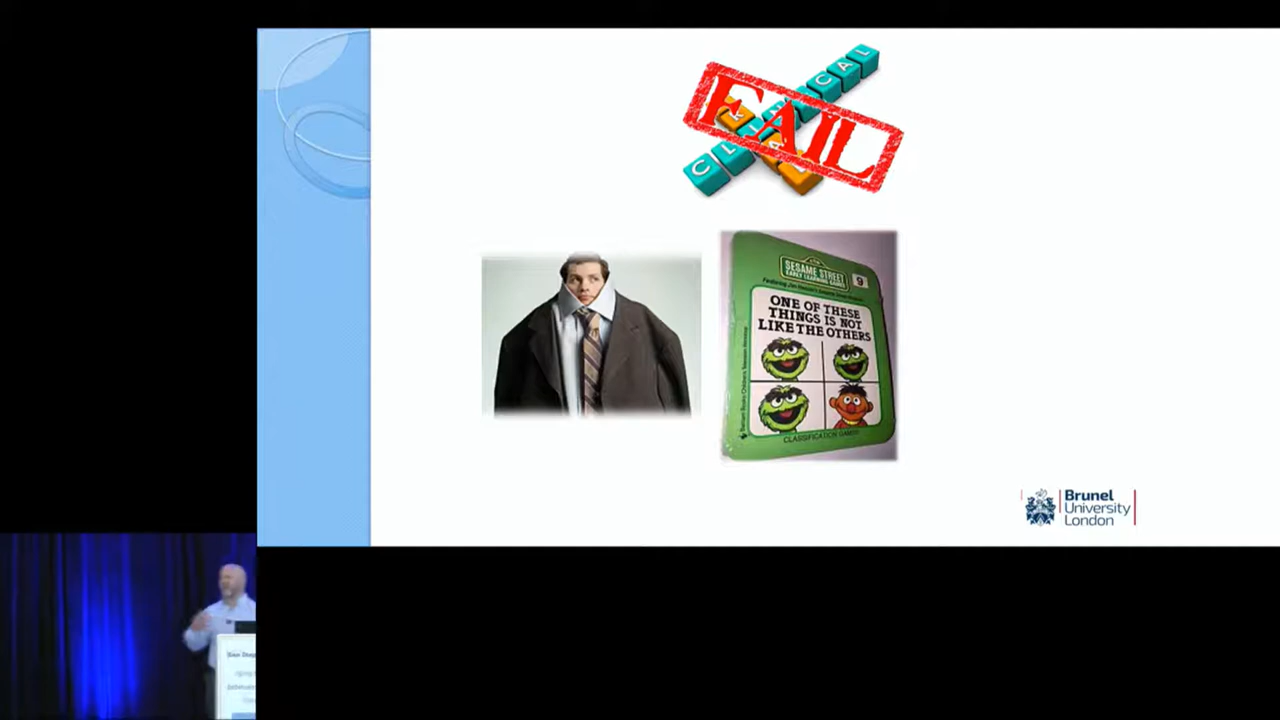 CLINICAL
TRIAL
FAIL
SESAME STREET
EARLY LEARNING GAMES
9
ONE OF THESE
THINGS IS NOT
LIKE THE OTHERS
CLASSIFICATION GAMES
Brunel
University
London